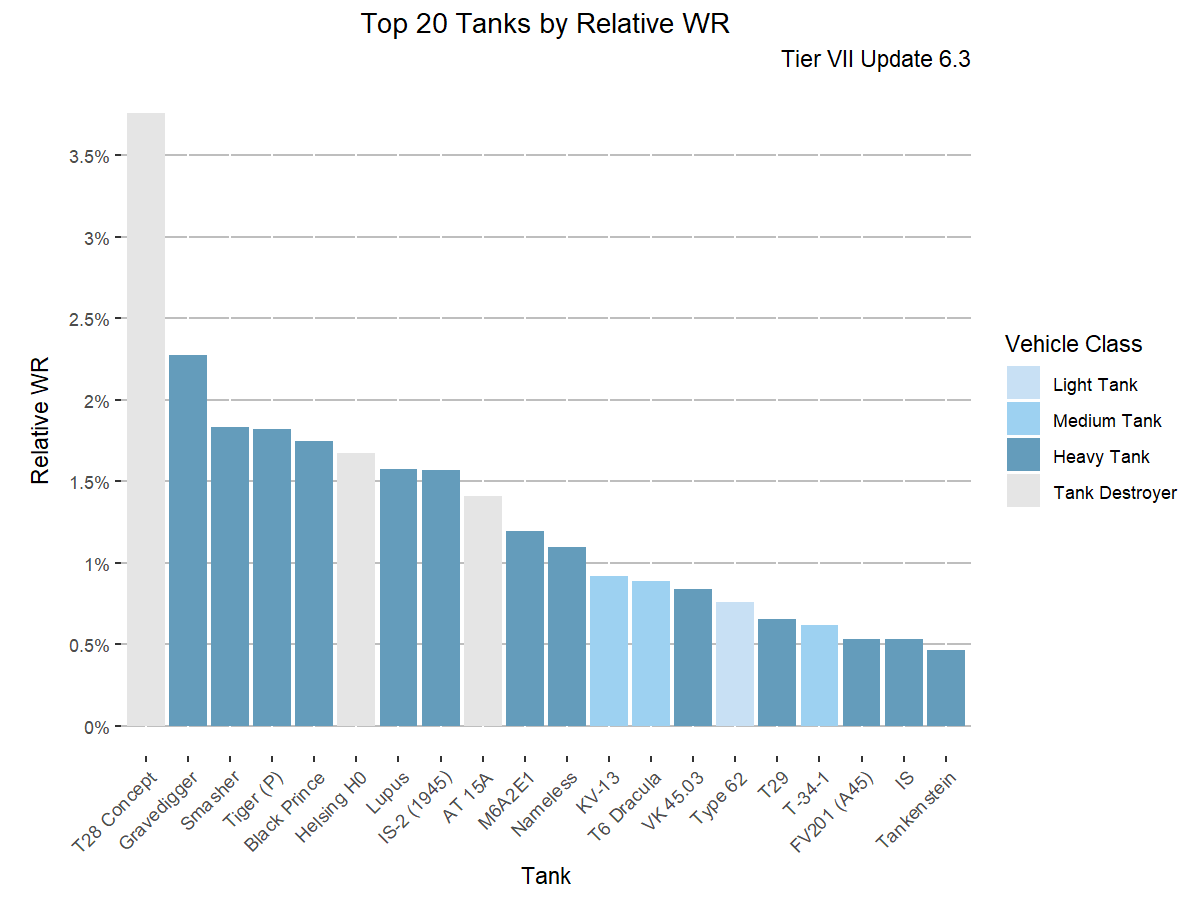 Top 20 Tanks by Relative WR
Tier VII Update 6.3
3.5%
3%
2.5%
2%
1.5%
1%
0.5%
0%
Relative WR
T28 Concept
Gravedigger
Smasher
Tiger (P)
Black Prince
Helsing H0
Lupus
IS-2 (1945)
AT 15A
M6A2E1
Nameless
KV-13
T6 Dracula
VK 45.03
Type 62
T29
T-34-1
FV201 (A45)
IS
Tankenstein
Tank
Vehicle Class
Light Tank
Medium Tank
Heavy Tank
Tank Destroyer